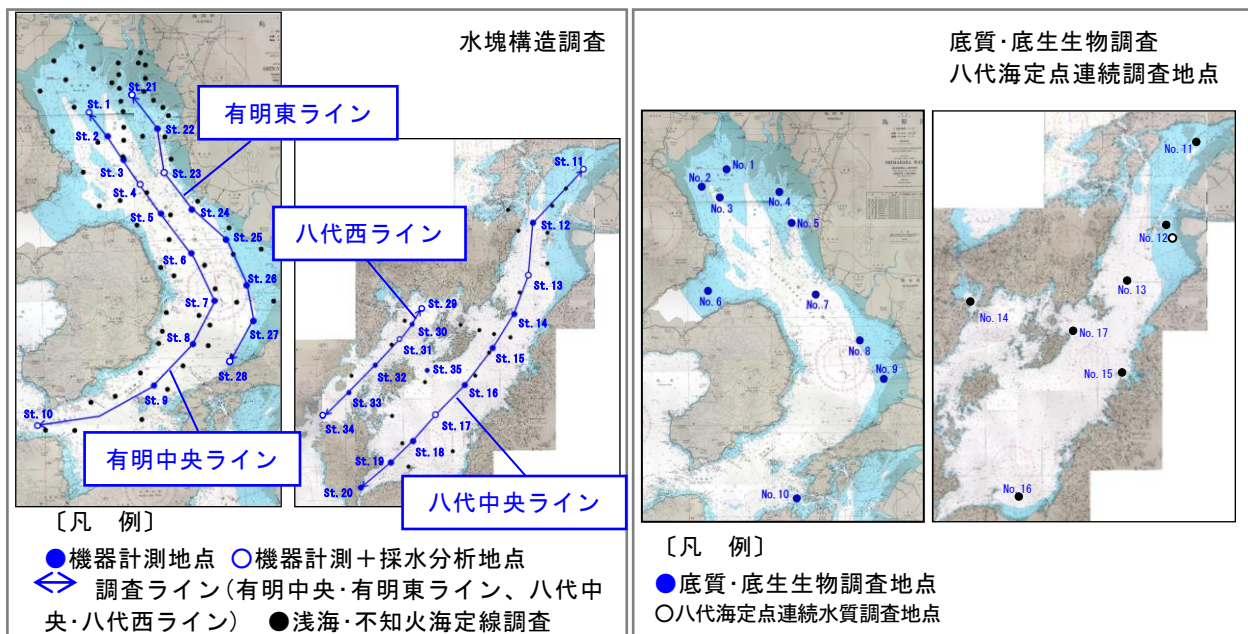 水塊構造調査
St. 1
St. 2
St. 3
St. 4
St. 5
St. 6
St. 7
St. 8
St. 9
St. 10
St. 21
St. 22
St. 23
St. 24
St. 25
St. 26
St. 27
St. 28
有明東ライン
有明中央ライン
St. 11
St. 12
St. 13
St. 14
St. 15
St. 16
St. 17
St. 18
St. 19
St. 20
St. 29
St. 30
St. 31
St. 32
St. 33
St. 34
St. 35
八代西ライン
八代中央ライン
〔凡 例〕
●機器計測地点 ○機器計測+採水分析地点
調査ライン(有明中央・有明東ライン、八代中
央・八代西ライン) ●浅海・不知火海定線調査
底質・底生生物調査
八代海定点連続調査地点
No. 1
No. 2
No. 3
No. 4
No. 5
No. 6
No. 7
No. 8
No. 9
No. 10
No. 11
No. 12
No. 13
No. 14
No. 17
No. 15
No. 16
〔凡 例〕
●底質・底生生物調査地点
○八代海定点連続水質調査地点